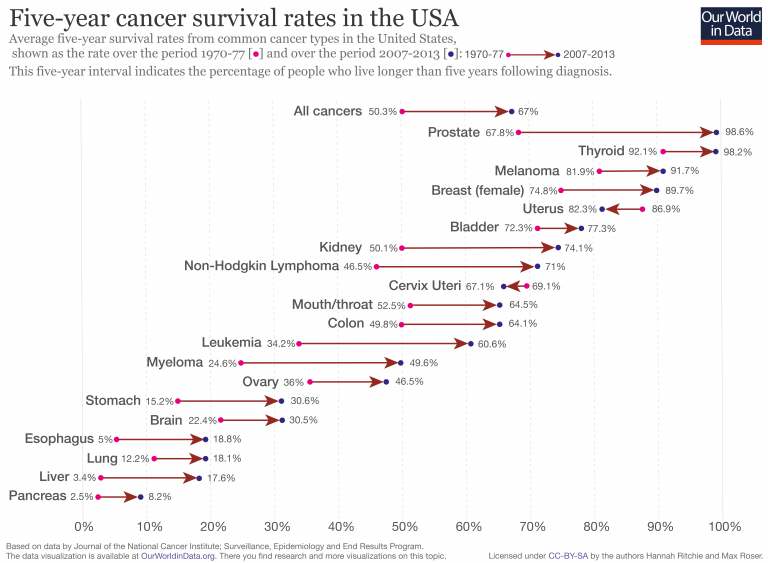 Five-year cancer survival rates in the USA
Our World
in Data
Average five-year survival rates from common cancer types in the United States,
shown as the rate over the period 1970-77 [•] and over the period 2007-2013 [•]: 1970-77 2007-2013
This five-year interval indicates the percentage of people who live longer than five years following diagnosis.
All cancers 50.3% 67%
Prostate 67.8% 98.6%
Thyroid 92.1% 98.2%
Melanoma 81.9% 91.7%
Breast (female) 74.8% 89.7%
Uterus 82.3% 86.9%
Bladder 72.3% 77.3%
Kidney 50.1% 74.1%
Non-Hodgkin Lymphoma 46.5% 71%
Cervix Uteri 67.1% 69.1%
Mouth/throat 52.5% 64.5%
Colon 49.8% 64.1%
Leukemia 34.2% 60.6%
Myeloma 24.6% 49.6%
Ovary 36% 46.5%
Stomach 15.2% 30.6%
Brain 22.4% 30.5%
Esophagus 5% 18.8%
Lung 12.2% 18.1%
Liver 3.4% 17.6%
Pancreas 2.5% 8.2%
0% 10% 20% 30% 40% 50% 60% 70% 80% 90% 100%
Based on data by Journal of the National Cancer Institute; Surveillance, Epidemiology and End Results Program.
The data visualization is available at OurWorldinData.org. There you find research and more visualizations on this topic. Licensed under CC-BY-SA by the authors Hannah Ritchie and Max Roser.